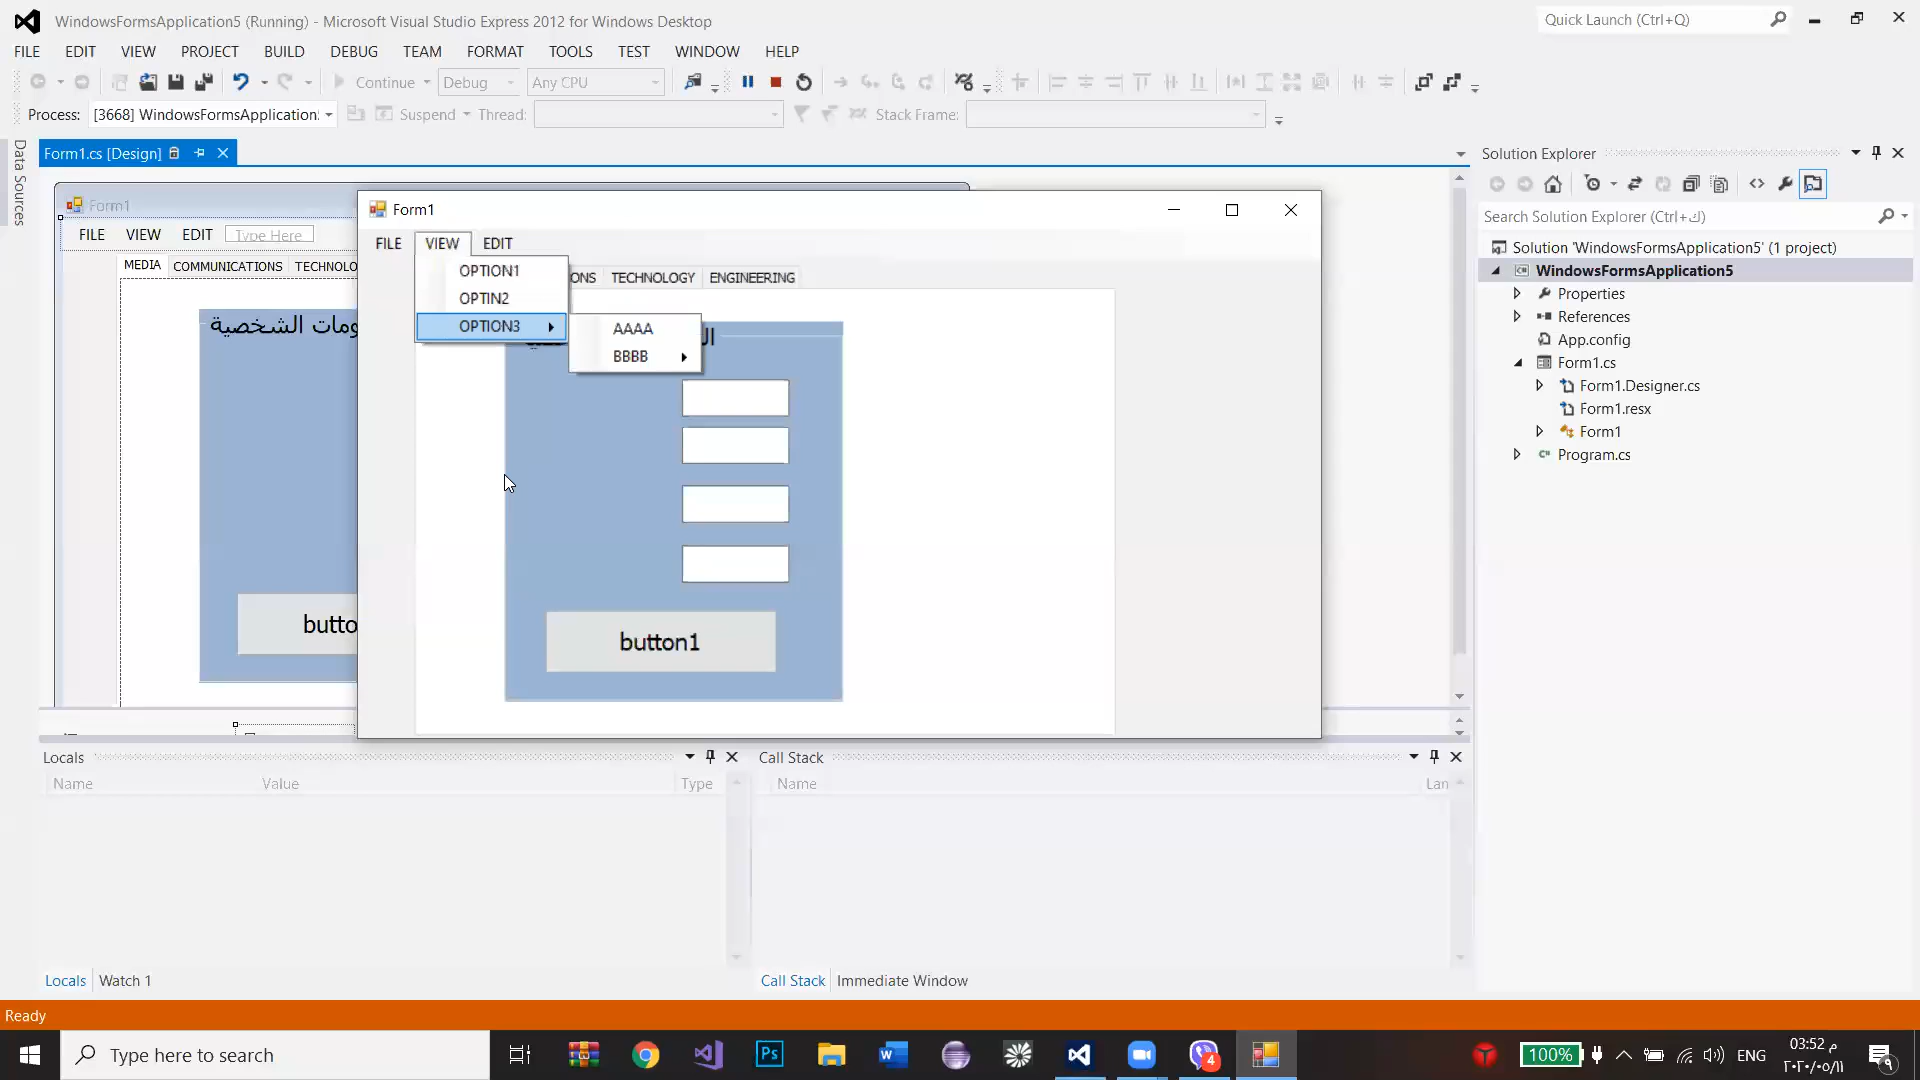 WindowsFormsApplication5 (Running) - Microsoft Visual Studio Express 2012 for Windows Desktop
Quick Launch (Ctrl+Q)
FILE EDIT VIEW PROJECT BUILD DEBUG TEAM FORMAT TOOLS TEST WINDOW HELP
Continue Debug Any CPU
Process: [3668] WindowsFormsApplication Suspend Thread: Stack Frame:
Data Sources
Form1.cs [Design]
Form1
FILE VIEW EDIT Type Here
MEDIA COMMUNICATIONS TECHNOLO
ومات الشخصية
butto
Form1
FILE VIEW EDIT
OPTION1
OPTIN2
OPTION3
AAAA
BBBB
ONS TECHNOLOGY ENGINEERING
button1
Solution Explorer
Search Solution Explorer (Ctrl+ك)
Solution 'WindowsFormsApplication5' (1 project)
WindowsFormsApplication5
Properties
References
App.config
Form1.cs
Form1.Designer.cs
Form1.resx
Form1
Program.cs
Locals
Name Value Type
Call Stack
Name Lan
Locals Watch 1
Call Stack Immediate Window
Ready
Type here to search
Ps
4
100%
ENG
03:52 م
٢٠٢٠/٠٥/١١
٩